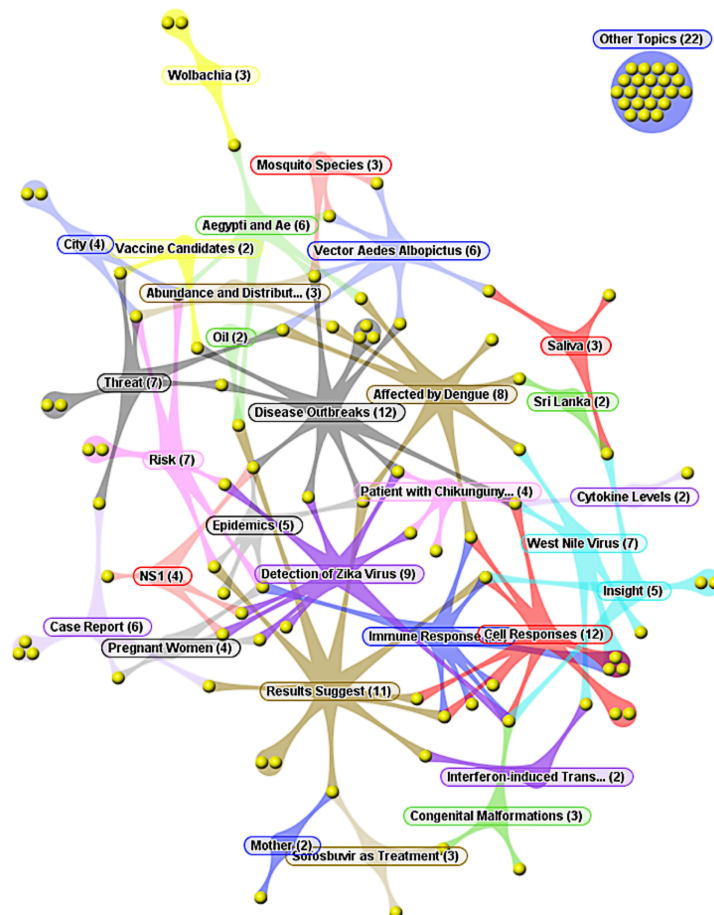 Other Topics (22)
Wolbachia (3)
Mosquito Species (3)
Aegypti and Ae (6)
City (4)
Vaccine Candidates (2)
Vector Aedes Albopictus (6)
Abundance and Distribut... (3)
Oil (2)
Saliva (3)
Threat (7)
Disease Outbreaks (12)
Affected by Dengue (8)
Sri Lanka (2)
Risk (7)
Patient with Chikunguny... (4)
Cytokine Levels (2)
Epidemics (5)
West Nile Virus (7)
NS1 (4)
Detection of Zika Virus (9)
Insight (5)
Case Report (6)
Pregnant Women (4)
Immune Response
Cell Responses (12)
Results Suggest (11)
Interferon-induced Trans... (2)
Congenital Malformations (3)
Mother (2)
Sofosbuvir as Treatment (3)